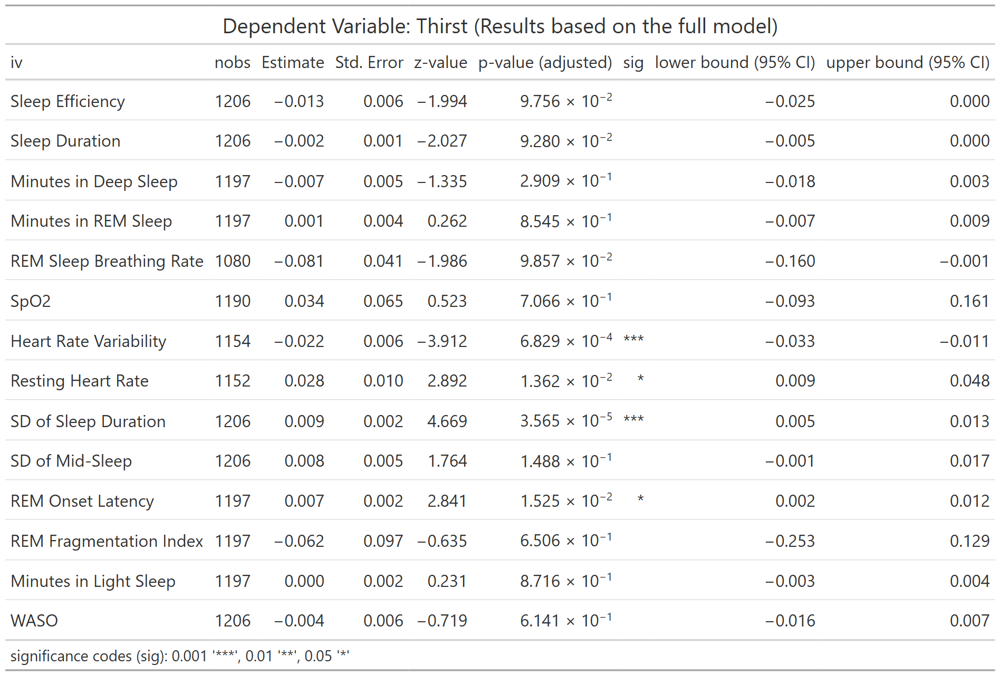 Dependent Variable: Thirst (Results based on the full model)
iv nobs Estimate Std. Error z-value p-value (adjusted) sig lower bound (95% CI) upper bound (95% CI)
Sleep Efficiency 1206 −0.013 0.006 −1.994 9.756 × 10⁻² −0.025 0.000
Sleep Duration 1206 −0.002 0.001 −2.027 9.280 × 10⁻² −0.005 0.000
Minutes in Deep Sleep 1197 −0.007 0.005 −1.335 2.909 × 10⁻¹ −0.018 0.003
Minutes in REM Sleep 1197 0.001 0.004 0.262 8.545 × 10⁻¹ −0.007 0.009
REM Sleep Breathing Rate 1080 −0.081 0.041 −1.986 9.857 × 10⁻² −0.160 −0.001
SpO2 1190 0.034 0.065 0.523 7.066 × 10⁻¹ −0.093 0.161
Heart Rate Variability 1154 −0.022 0.006 −3.912 6.829 × 10⁻⁴ *** −0.033 −0.011
Resting Heart Rate 1152 0.028 0.010 2.892 1.362 × 10⁻² * 0.009 0.048
SD of Sleep Duration 1206 0.009 0.002 4.669 3.565 × 10⁻⁵ *** 0.005 0.013
SD of Mid-Sleep 1206 0.008 0.005 1.764 1.488 × 10⁻¹ −0.001 0.017
REM Onset Latency 1197 0.007 0.002 2.841 1.525 × 10⁻² * 0.002 0.012
REM Fragmentation Index 1197 −0.062 0.097 −0.635 6.506 × 10⁻¹ −0.253 0.129
Minutes in Light Sleep 1197 0.000 0.002 0.231 8.716 × 10⁻¹ −0.003 0.004
WASO 1206 −0.004 0.006 −0.719 6.141 × 10⁻¹ −0.016 0.007
significance codes (sig): 0.001 '***', 0.01 '**', 0.05 '*'